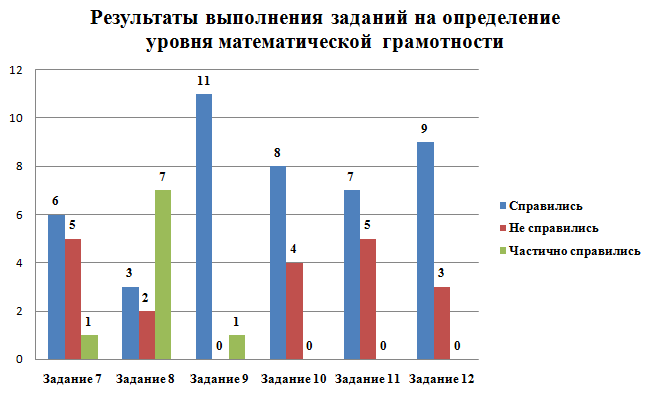 Результаты выполнения заданий на определение
уровня математической грамотности
12
10
8
6
4
2
0
6
5
1
3
2
7
11
0
1
8
4
0
7
5
0
9
3
0
Задание 7
Задание 8
Задание 9
Задание 10
Задание 11
Задание 12
Справились
Не справились
Частично справились